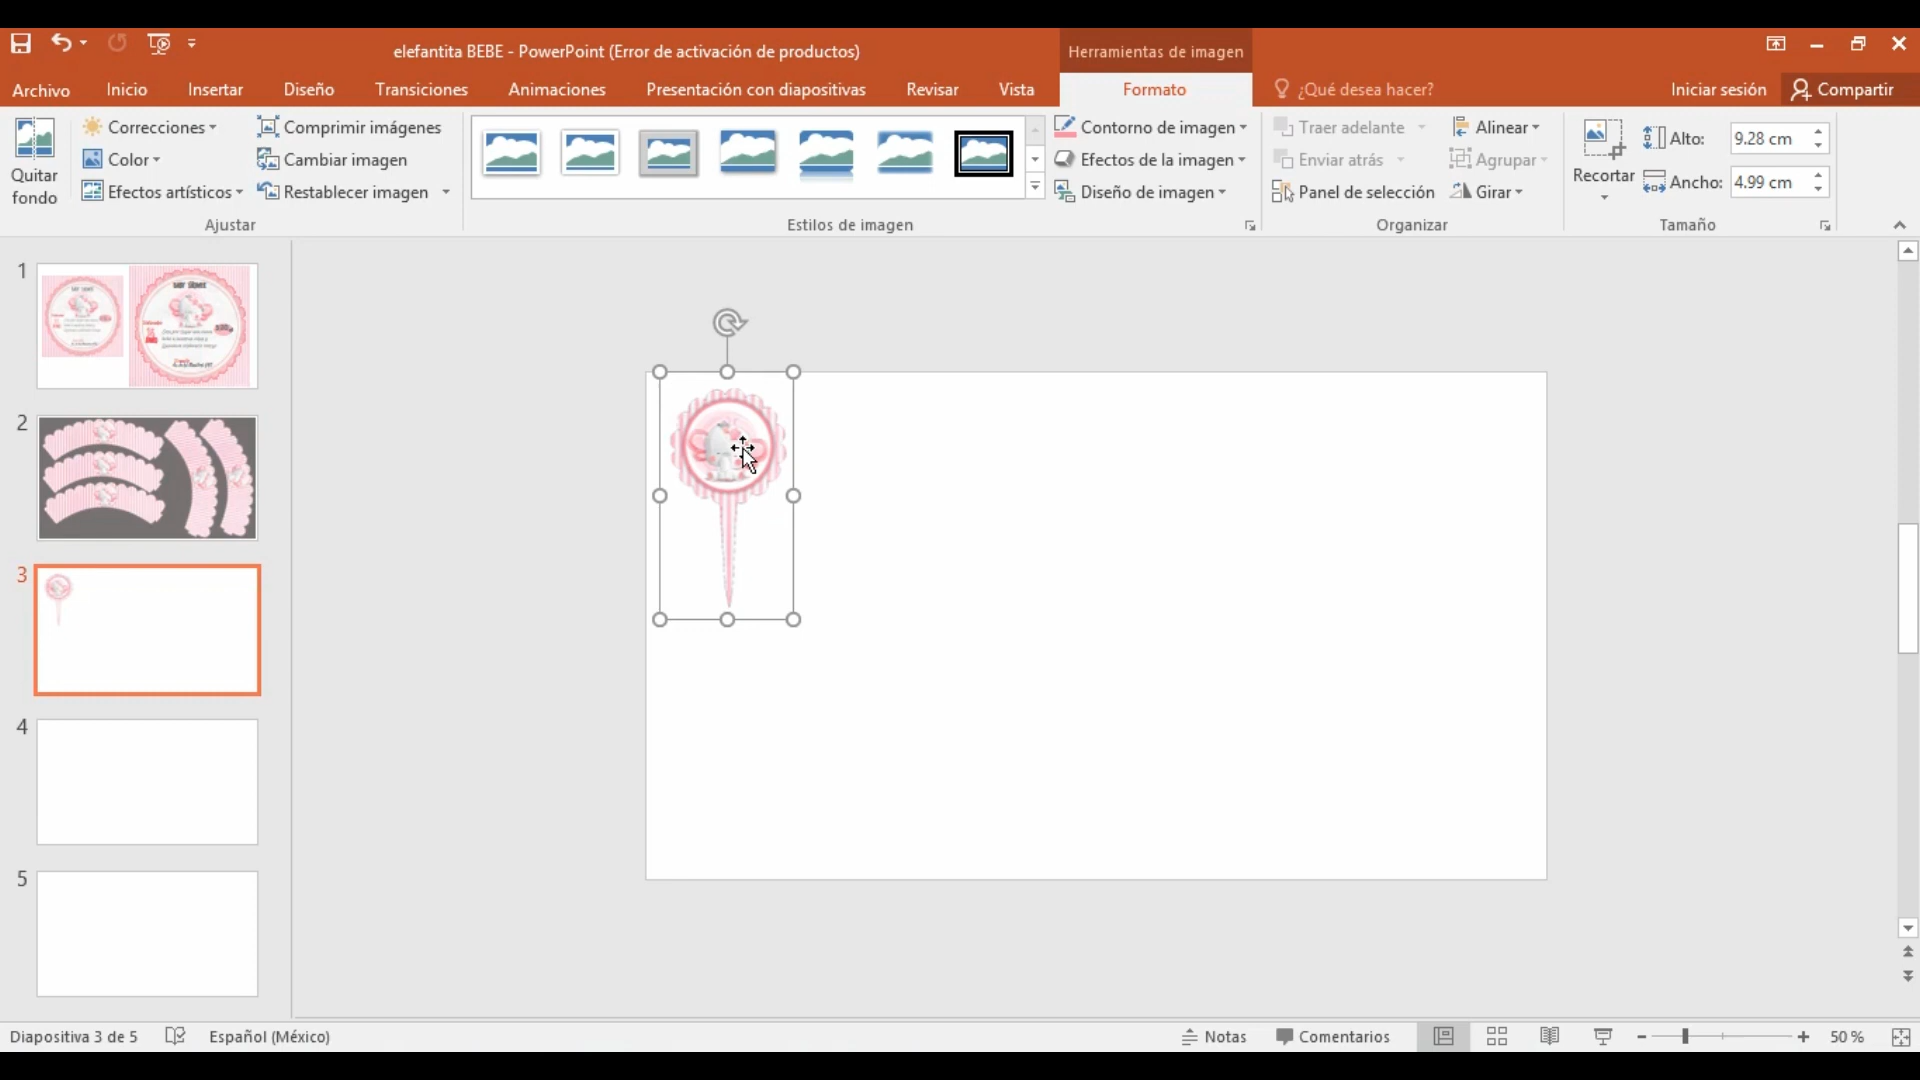 elefantita BEBE - PowerPoint (Error de activación de productos)
Herramientas de imagen
Archivo Inicio Insertar Diseño Transiciones Animaciones Presentación con diapositivas Revisar Vista Formato ¿Qué desea hacer? Iniciar sesión Compartir
Quitar fondo
Correcciones
Color
Efectos artísticos
Comprimir imágenes
Cambiar imagen
Restablecer imagen
Ajustar
Estilos de imagen
Contorno de imagen
Efectos de la imagen
Diseño de imagen
Traer adelante
Enviar atrás
Panel de selección
Alinear
Agrupar
Girar
Organizar
Recortar
Alto: 9.28 cm
Ancho: 4.99 cm
Tamaño
1
BABY SHOWER
2
3
4
5
Diapositiva 3 de 5 Español (México) Notas Comentarios 50 %